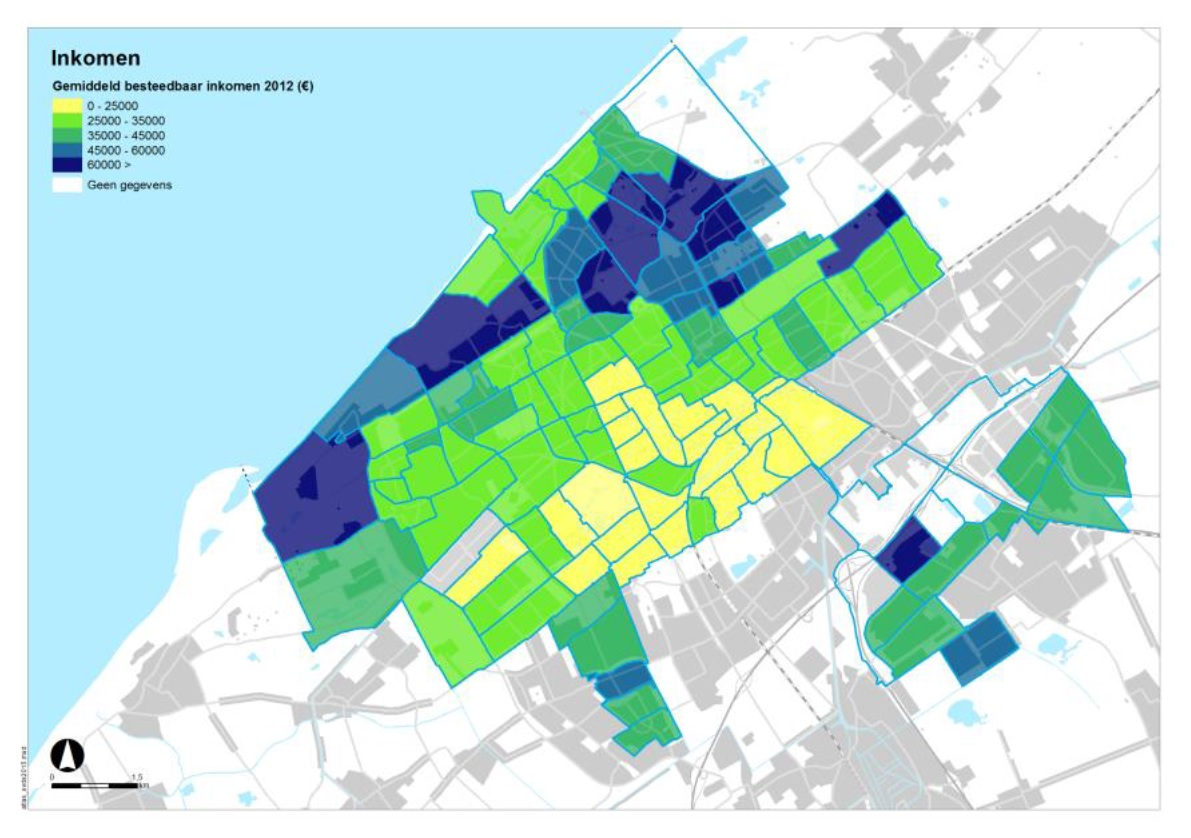 Inkomen
Gemiddeld besteedbaar inkomen 2012 (€)
0 - 25000
25000 - 35000
35000 - 45000
45000 - 60000
60000 >
Geen gegevens
0 1,5
km